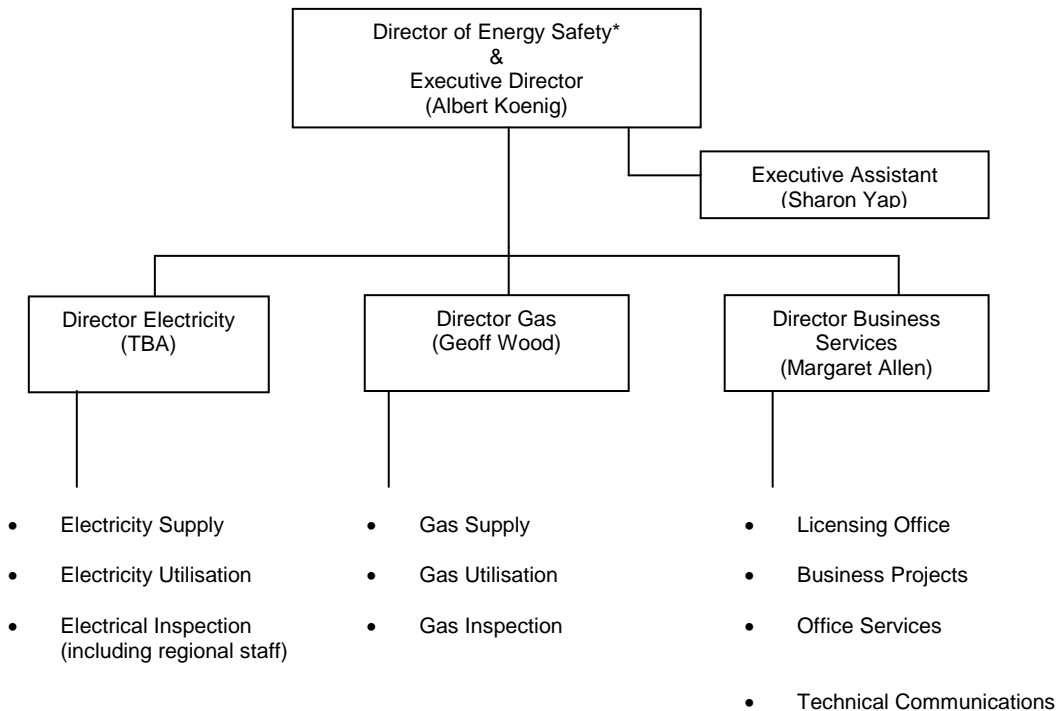 Director of Energy Safety*
&
Executive Director
(Albert Koenig)
Executive Assistant
(Sharon Yap)
Director Electricity
(TBA)
Director Gas
(Geoff Wood)
Director Business
Services
(Margaret Allen)
• Electricity Supply
• Electricity Utilisation
• Electrical Inspection
(including regional staff)
• Gas Supply
• Gas Utilisation
• Gas Inspection
• Licensing Office
• Business Projects
• Office Services
• Technical Communications